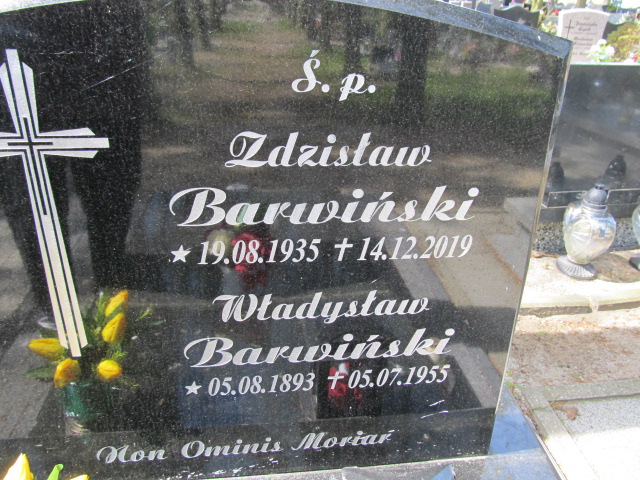 Ś. p.
Zdzisław
Barwiński
★ 19.08.1935 ✝ 14.12.2019
Władysław
Barwiński
★ 05.08.1893 ✝ 05.07.1955
Non Ominis Moriar